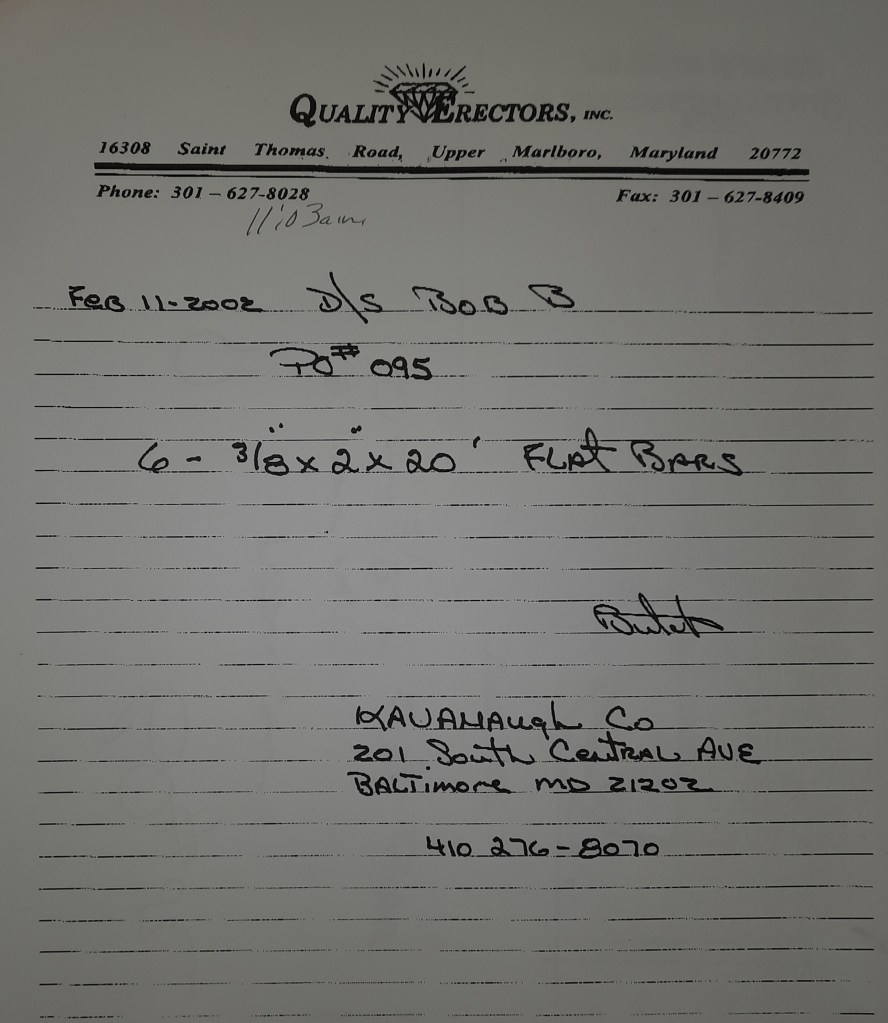 QUALITY ERECTORS, INC.
16308 Saint Thomas Road, Upper Marlboro, Maryland 20772
Phone: 301 – 627-8028 Fax: 301 – 627-8409
11:03am
Feb 11-2002 D/S BOB B
PO# 095
6 - 3/8" x 2" x 20' FLAt BARS
KAVANAugh Co
201 South CentRAL AVE
BALTimore MD 21202
410 276-8070